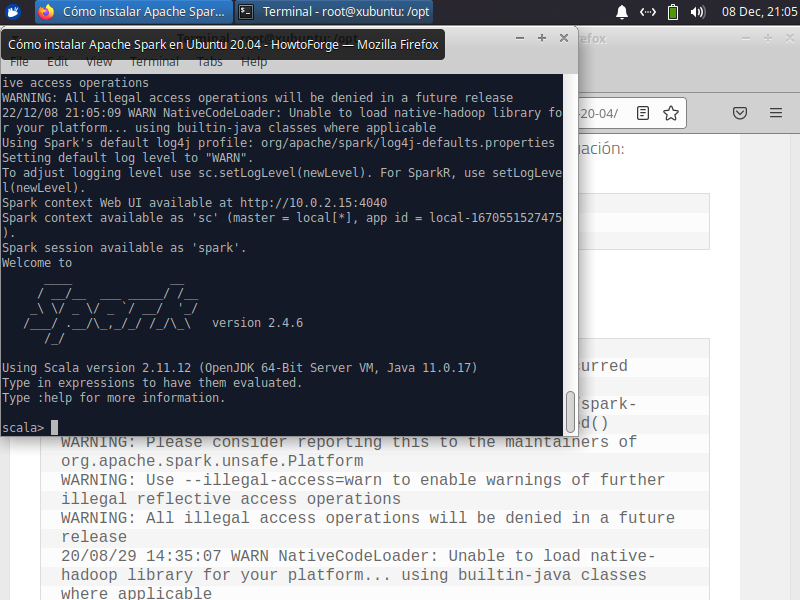 Cómo instalar Apache Spar...
Terminal - root@xubuntu: /opt
08 Dec, 21:05
Cómo instalar Apache Spark en Ubuntu 20.04 - HowtoForge — Mozilla Firefox
File Edit View Terminal Tabs Help
ive access operations
WARNING: All illegal access operations will be denied in a future release
22/12/08 21:05:09 WARN NativeCodeLoader: Unable to load native-hadoop library fo
r your platform... using builtin-java classes where applicable
Using Spark's default log4j profile: org/apache/spark/log4j-defaults.properties
Setting default log level to "WARN".
To adjust logging level use sc.setLogLevel(newLevel). For SparkR, use setLogLeve
l(newLevel).
Spark context Web UI available at http://10.0.2.15:4040
Spark context available as 'sc' (master = local[*], app id = local-1670551527475
).
Spark session available as 'spark'.
Welcome to
Spark version 2.4.6
Using Scala version 2.11.12 (OpenJDK 64-Bit Server VM, Java 11.0.17)
Type in expressions to have them evaluated.
Type :help for more information.
scala>
-20-04/
uación:
curred
spark-
ed()
WARNING: Please consider reporting this to the maintainers of
org.apache.spark.unsafe.Platform
WARNING: Use --illegal-access=warn to enable warnings of further
illegal reflective access operations
WARNING: All illegal access operations will be denied in a future
release
20/08/29 14:35:07 WARN NativeCodeLoader: Unable to load native-
hadoop library for your platform... using builtin-java classes
where applicable